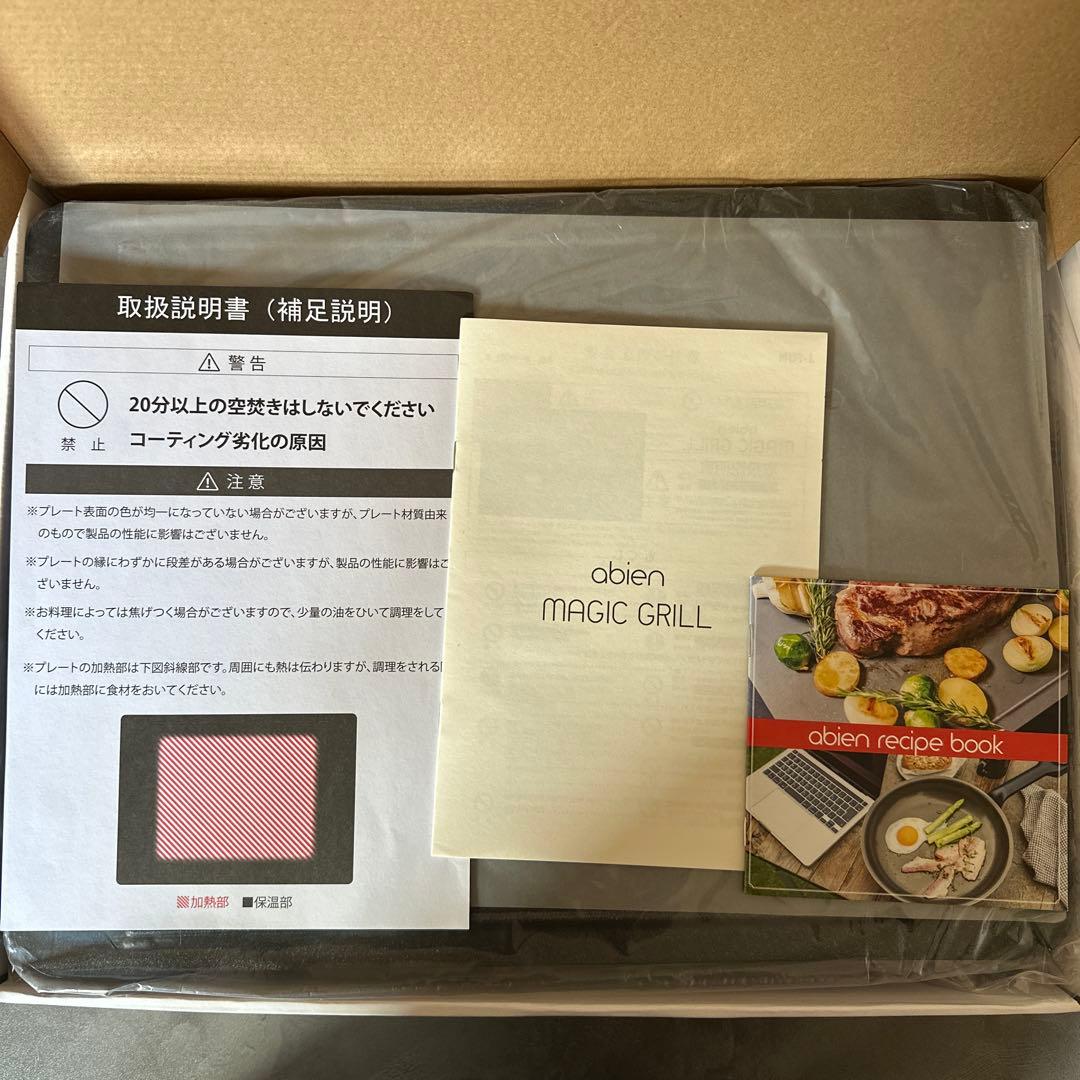 取扱説明書（補足説明）
警告
禁止
20分以上の空焚きはしないでください
コーティング劣化の原因
注意
※プレート表面の色が均一になっていない場合がございますが、プレート材質由来
のもので製品の性能に影響はございません。
※プレートの縁にわずかに段差がある場合がございますが、製品の性能に影響はご
ざいません。
※お料理によっては焦げつく場合がございますので、少量の油をひいて調理をして
ください。
※プレートの加熱部は下図斜線部です。周囲にも熱は伝わりますが、調理をされる
には加熱部に食材をおいてください。
加熱部 ■保温部
abien
MAGIC GRILL
abien recipe book